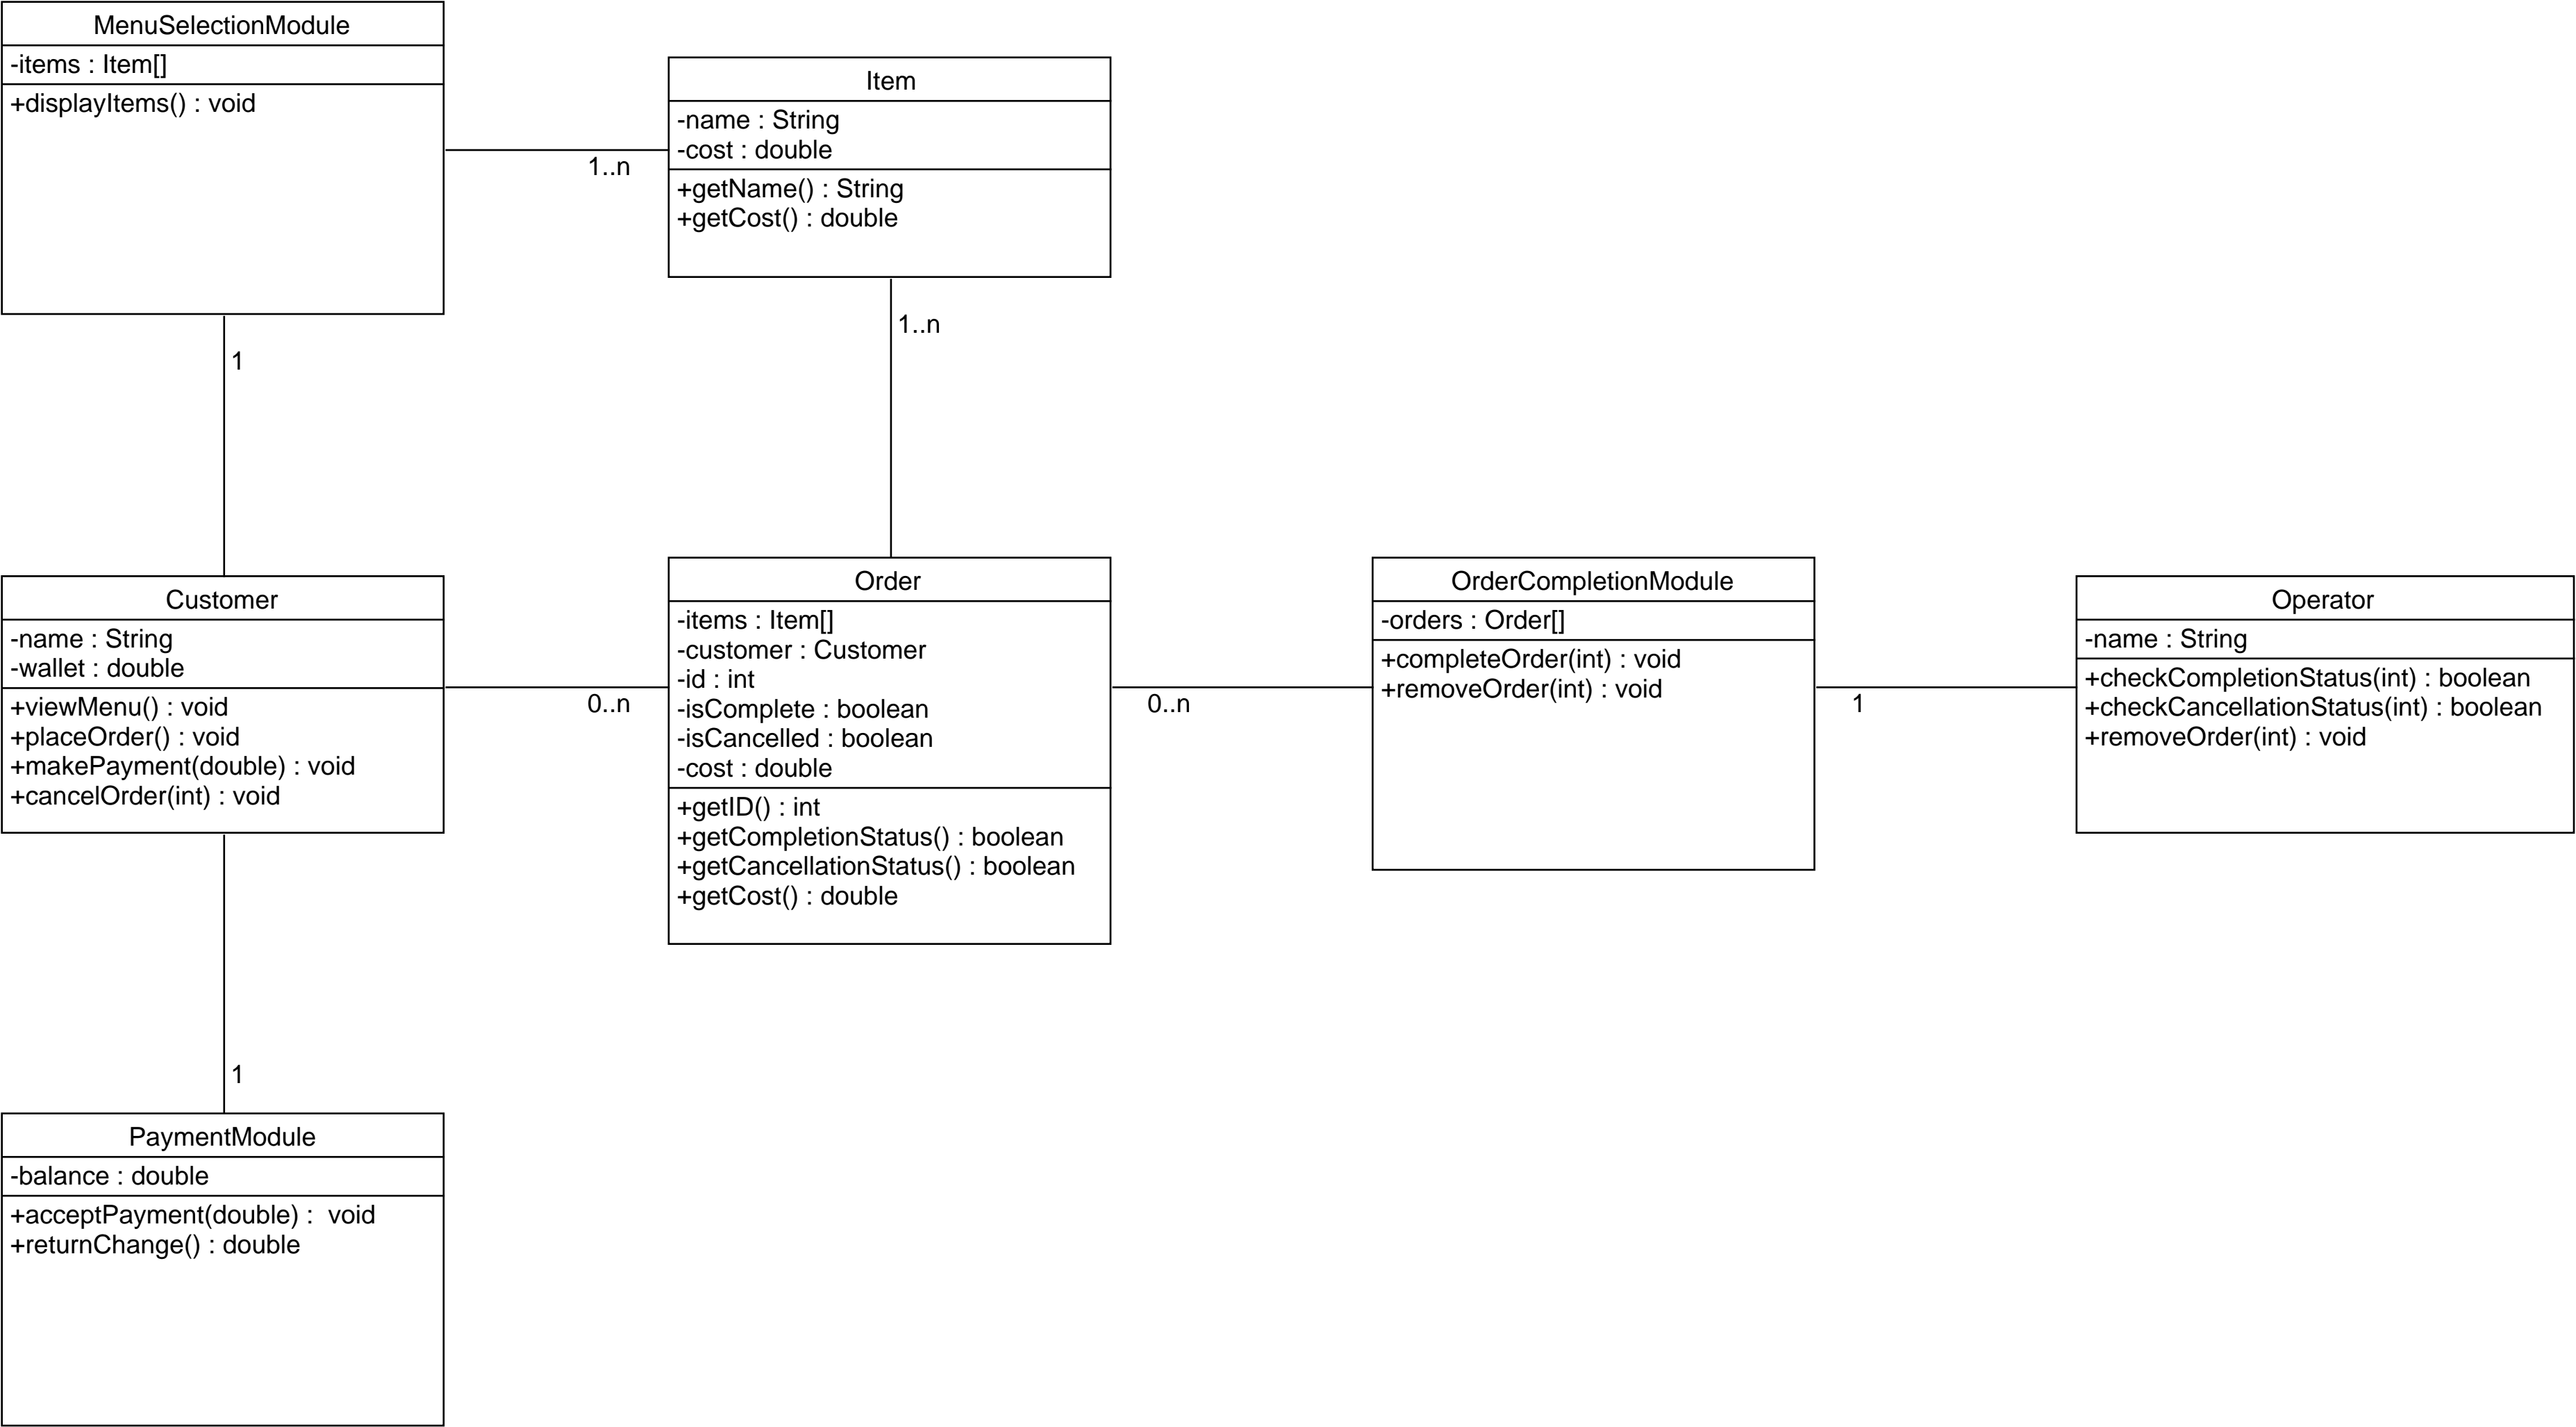 MenuSelectionModule
-items : Item[]
+displayItems() : void
1..n
Item
-name : String
-cost : double
+getName() : String
+getCost() : double
1
1..n
Customer
-name : String
-wallet : double
+viewMenu() : void
+placeOrder() : void
+makePayment(double) : void
+cancelOrder(int) : void
0..n
Order
-items : Item[]
-customer : Customer
-id : int
-isComplete : boolean
-isCancelled : boolean
-cost : double
+getID() : int
+getCompletionStatus() : boolean
+getCancellationStatus() : boolean
+getCost() : double
0..n
OrderCompletionModule
-orders : Order[]
+completeOrder(int) : void
+removeOrder(int) : void
1
Operator
-name : String
+checkCompletionStatus(int) : boolean
+checkCancellationStatus(int) : boolean
+removeOrder(int) : void
1
PaymentModule
-balance : double
+acceptPayment(double) :  void
+returnChange() : double